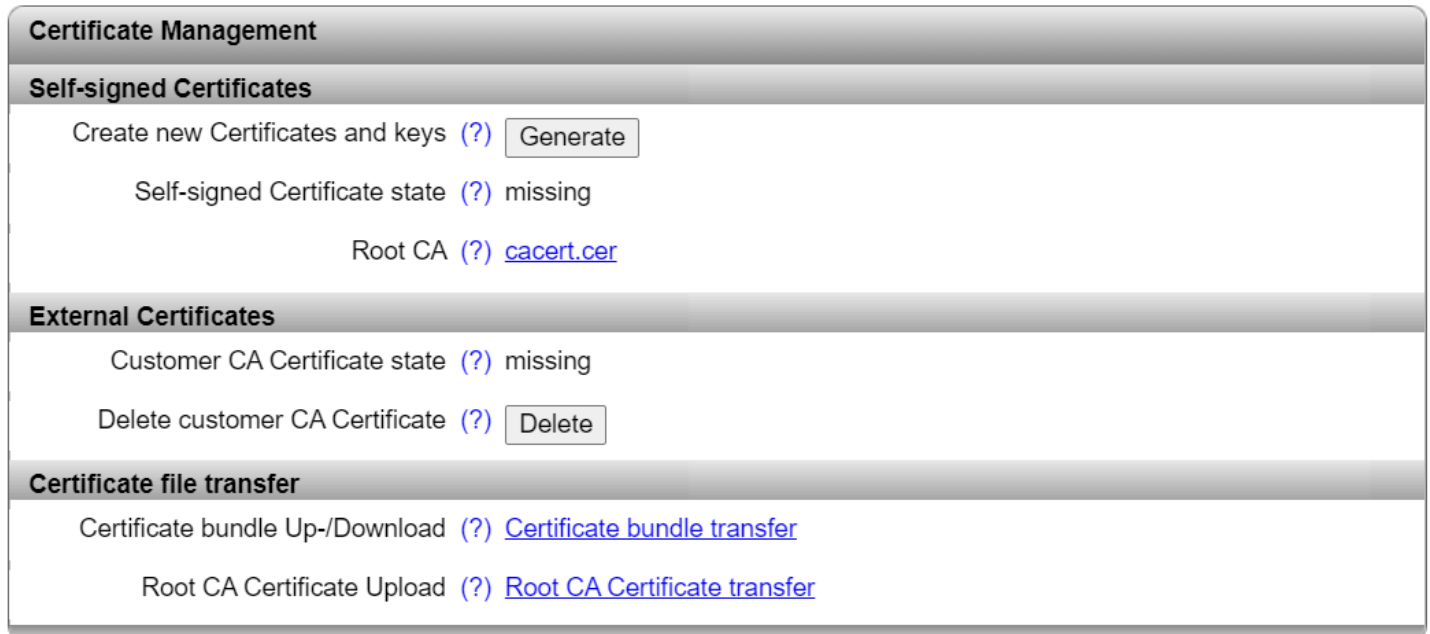 Certificate Management
Self-signed Certificates
Create new Certificates and keys (?) Generate
Self-signed Certificate state (?) missing
Root CA (?) cacert.cer
External Certificates
Customer CA Certificate state (?) missing
Delete customer CA Certificate (?) Delete
Certificate file transfer
Certificate bundle Up-/Download (?) Certificate bundle transfer
Root CA Certificate Upload (?) Root CA Certificate transfer